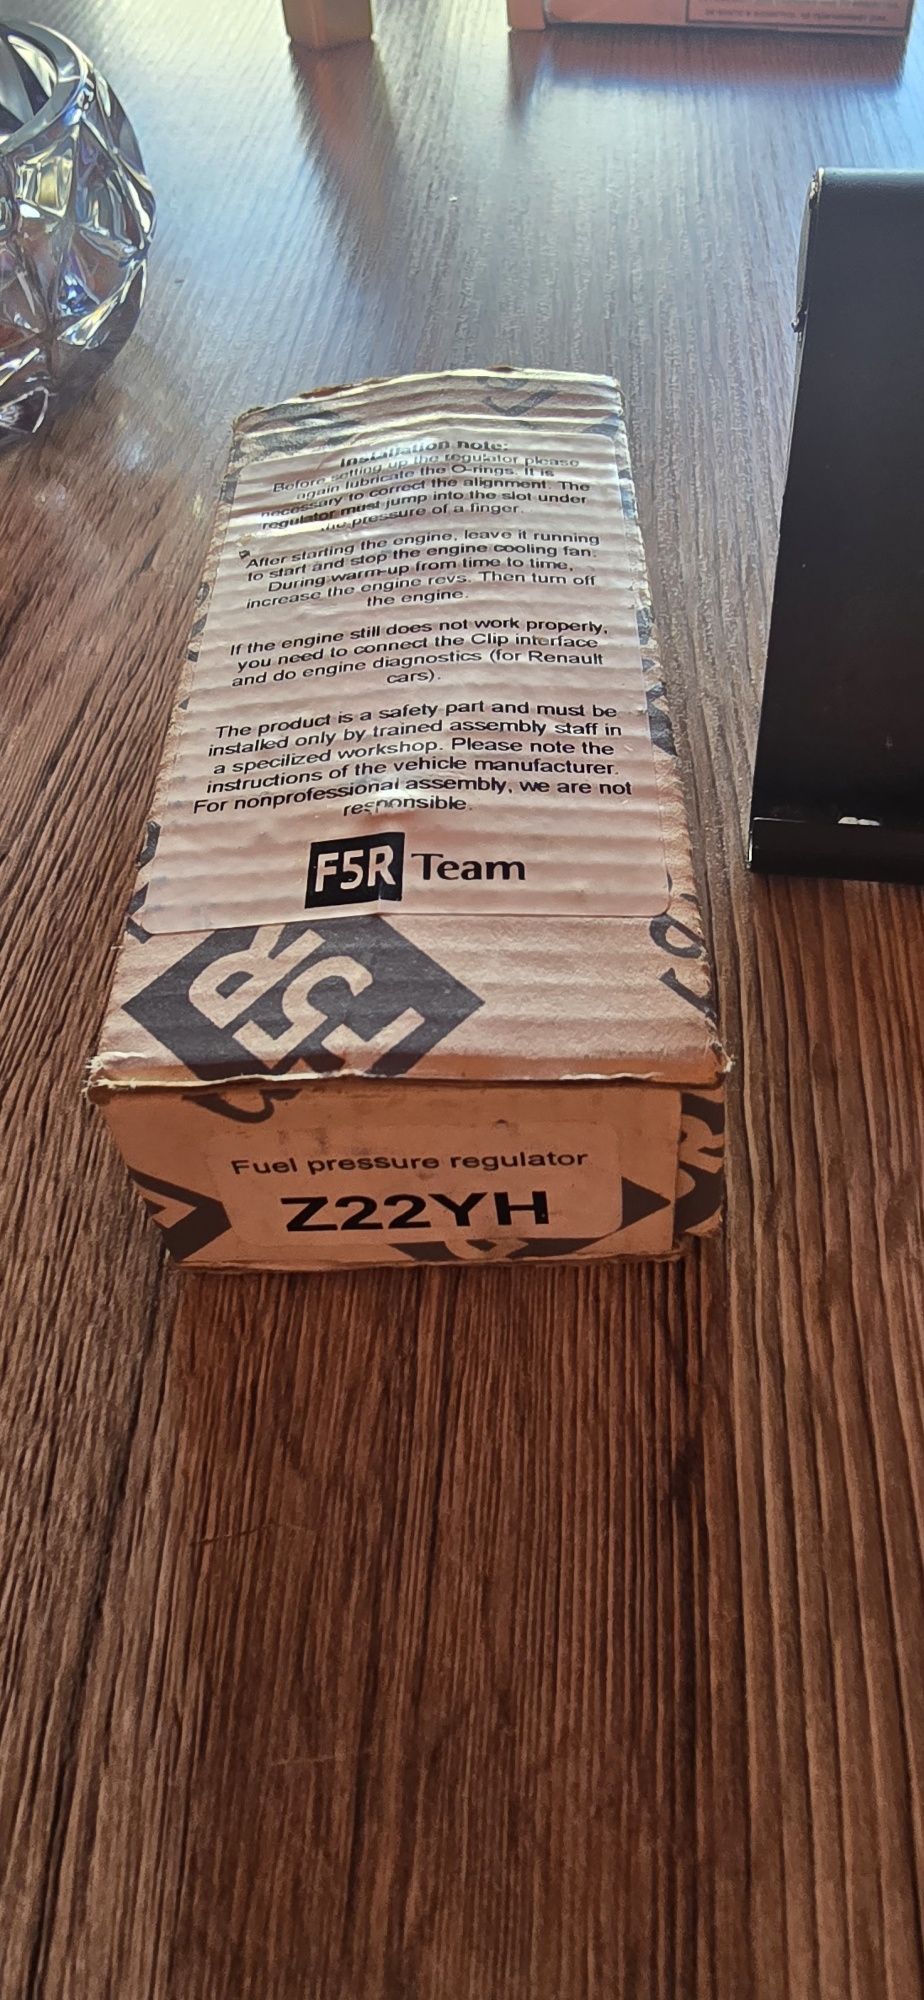 Installation note:
Before setting up the regulator please
again lubricate the O-rings. It is
necessary to correct the alignment. The
regulator must jump into the slot under
the pressure of a finger.
After starting the engine, leave it running
to start and stop the engine cooling fan.
During warm-up from time to time,
increase the engine revs. Then turn off
the engine.
If the engine still does not work properly,
you need to connect the Clip interface
and do engine diagnostics (for Renault
cars).
The product is a safety part and must be
installed only by trained assembly staff in
a specilized workshop. Please note the
instructions of the vehicle manufacturer.
For nonprofessional assembly, we are not
responsible.
F5R Team
F5R
Fuel pressure regulator
Z22YH